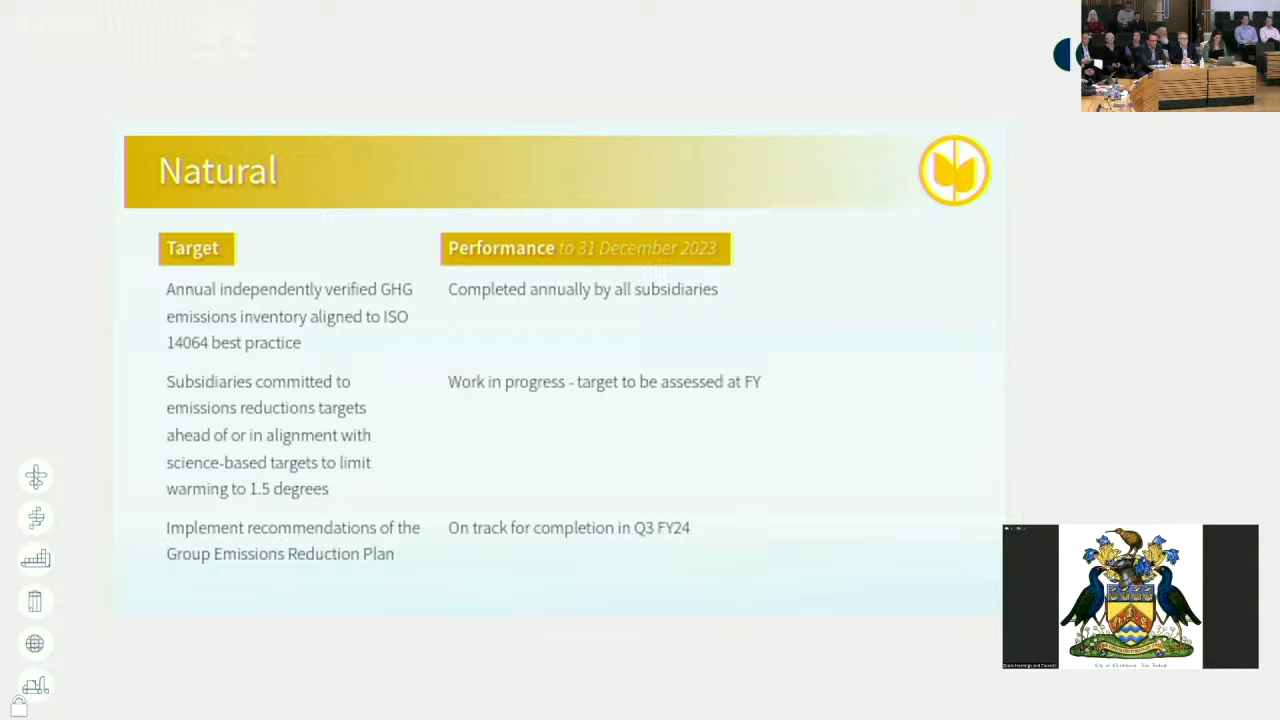 Natural
Target
Performance to 31 December 2023
Annual independently verified GHG
emissions inventory aligned to ISO
14064 best practice
Completed annually by all subsidiaries
Subsidiaries committed to
emissions reductions targets
ahead of or in alignment with
science-based targets to limit
warming to 1.5 degrees
Work in progress - target to be assessed at FY
Implement recommendations of the
Group Emissions Reduction Plan
On track for completion in Q3 FY24